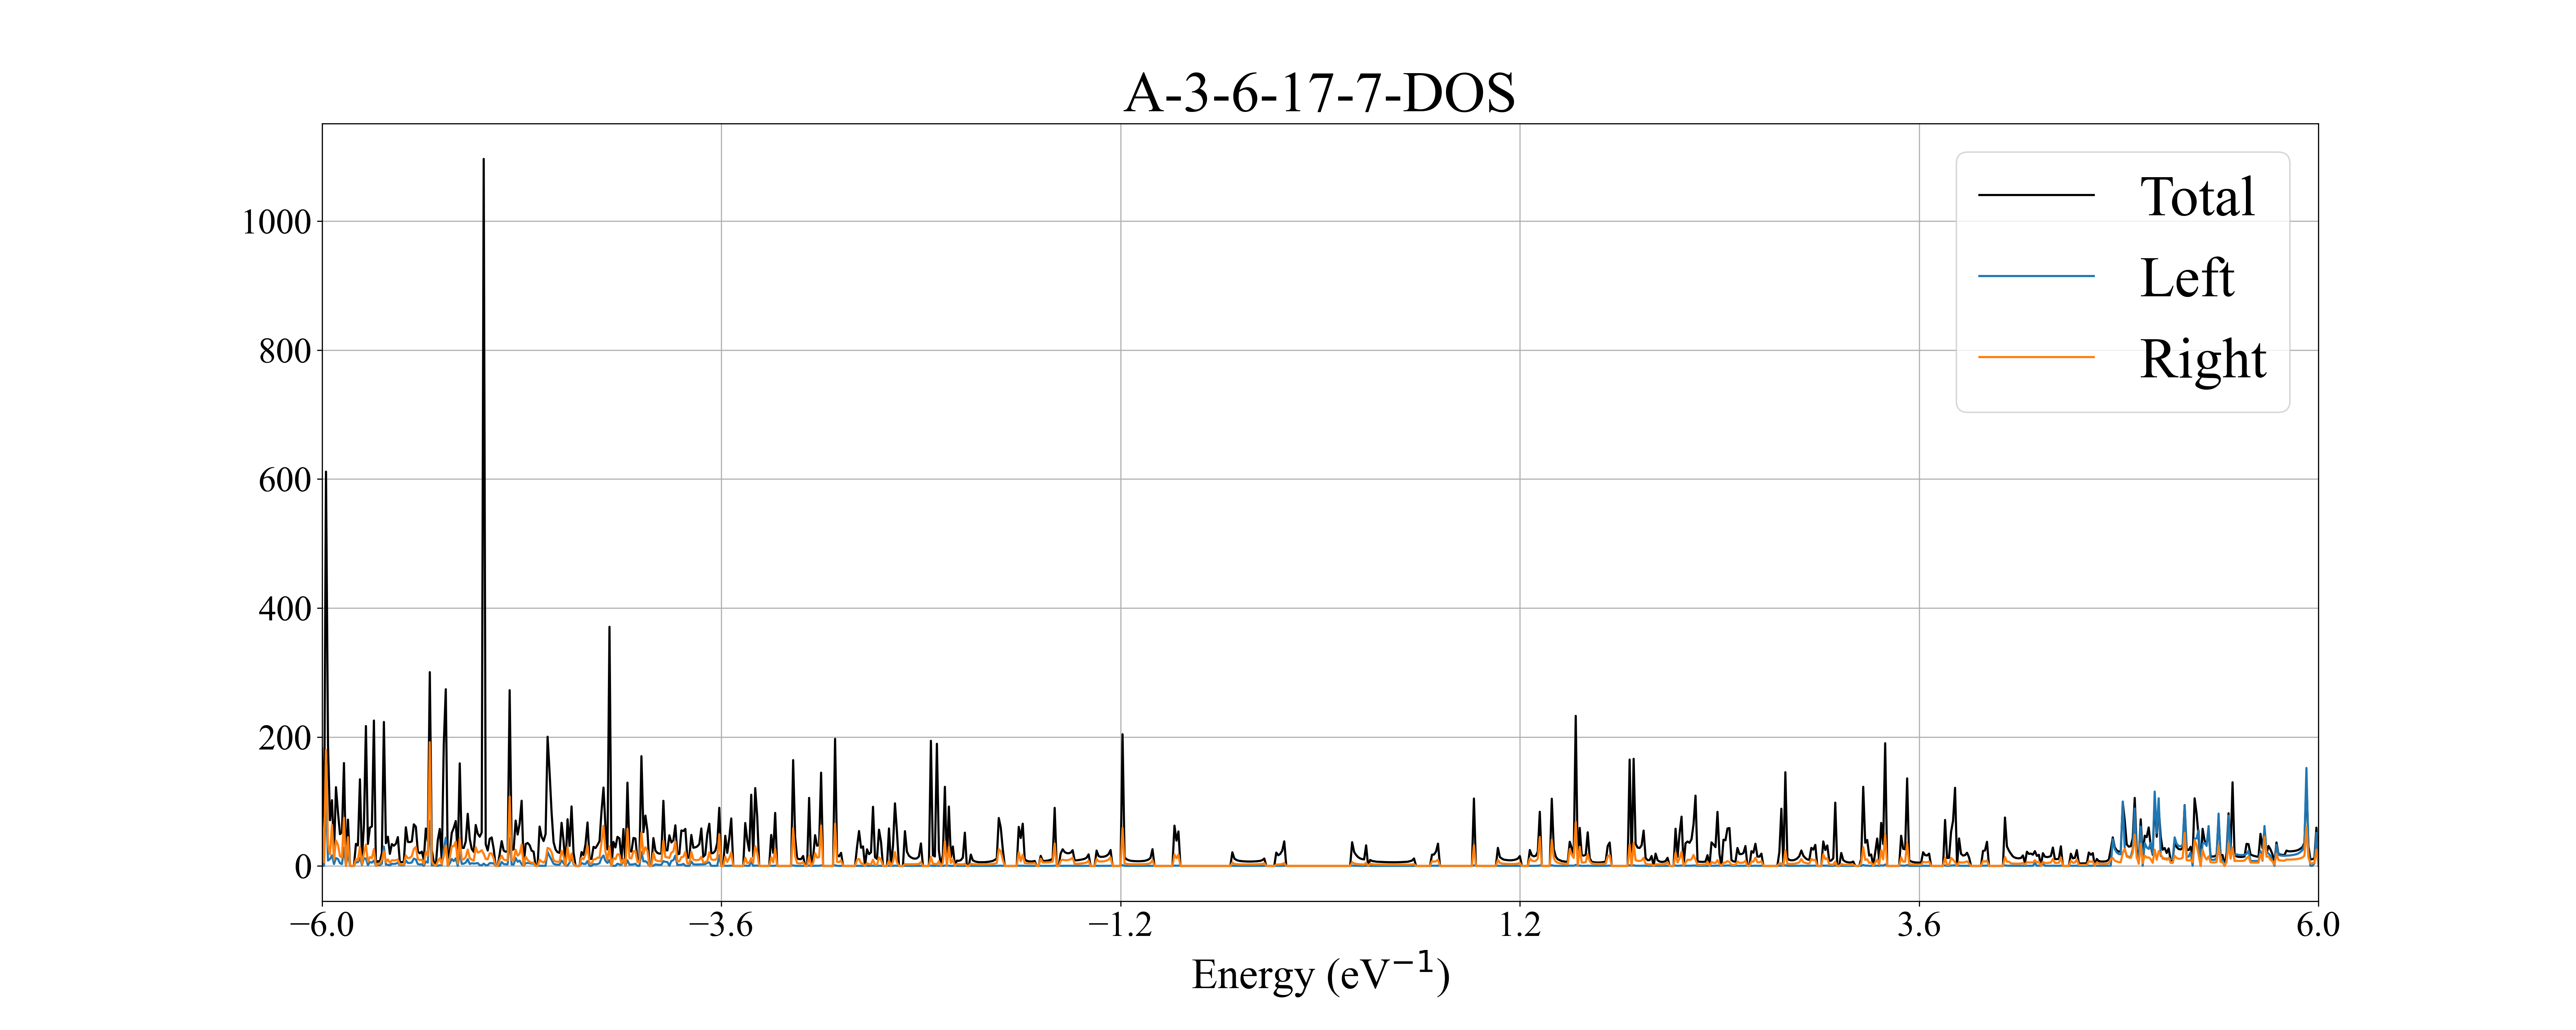 A-3-6-17-7-DOS
Total
Left
Right
1000
800
600
400
200
0
−6.0 −3.6 −1.2 1.2 3.6 6.0
Energy (eV⁻¹)